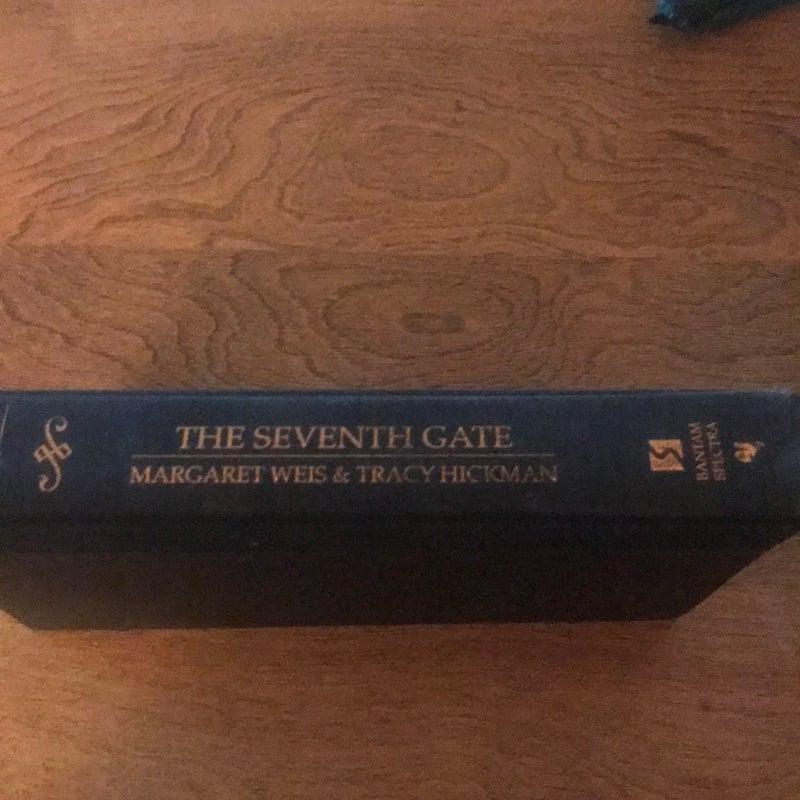 THE SEVENTH GATE
MARGARET WEIS & TRACY HICKMAN
BANTAM
SPECTRA